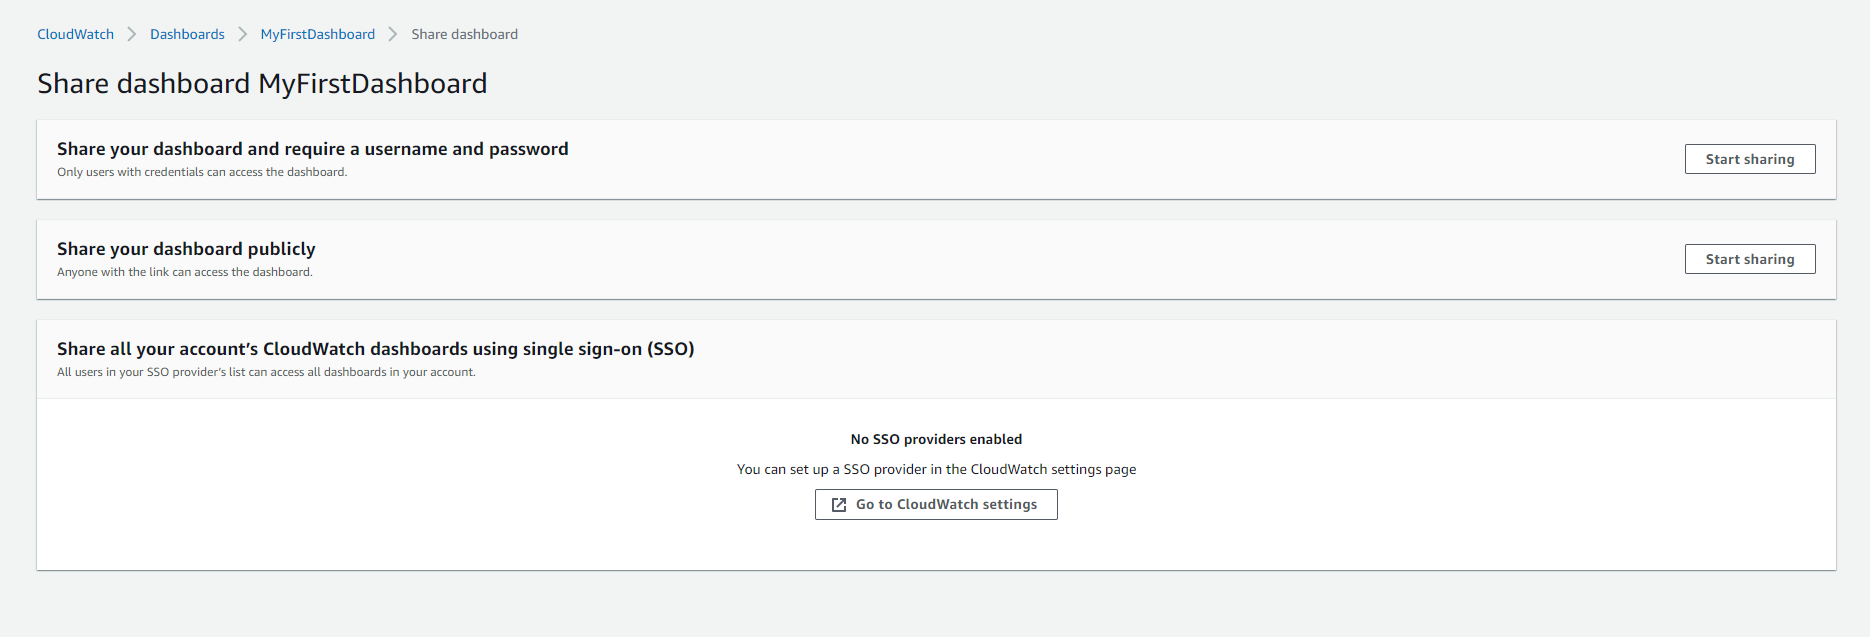 CloudWatch > Dashboards > MyFirstDashboard > Share dashboard
Share dashboard MyFirstDashboard
Share your dashboard and require a username and password
Only users with credentials can access the dashboard.
Start sharing
Share your dashboard publicly
Anyone with the link can access the dashboard.
Start sharing
Share all your account’s CloudWatch dashboards using single sign-on (SSO)
All users in your SSO provider’s list can access all dashboards in your account.
No SSO providers enabled
You can set up a SSO provider in the CloudWatch settings page
Go to CloudWatch settings